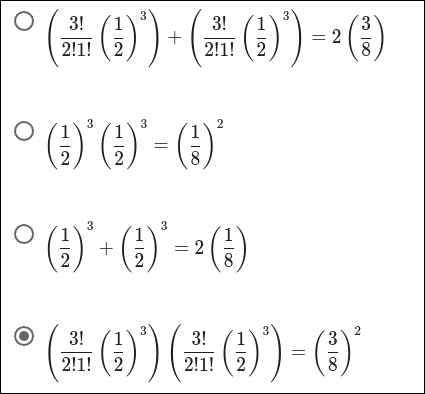 (3!/2!1! (1/2)^3) + (3!/2!1! (1/2)^3) = 2(3/8)
(1/2)^3 (1/2)^3 = (1/8)^2
(1/2)^3 + (1/2)^3 = 2(1/8)
(3!/2!1! (1/2)^3) (3!/2!1! (1/2)^3) = (3/8)^2